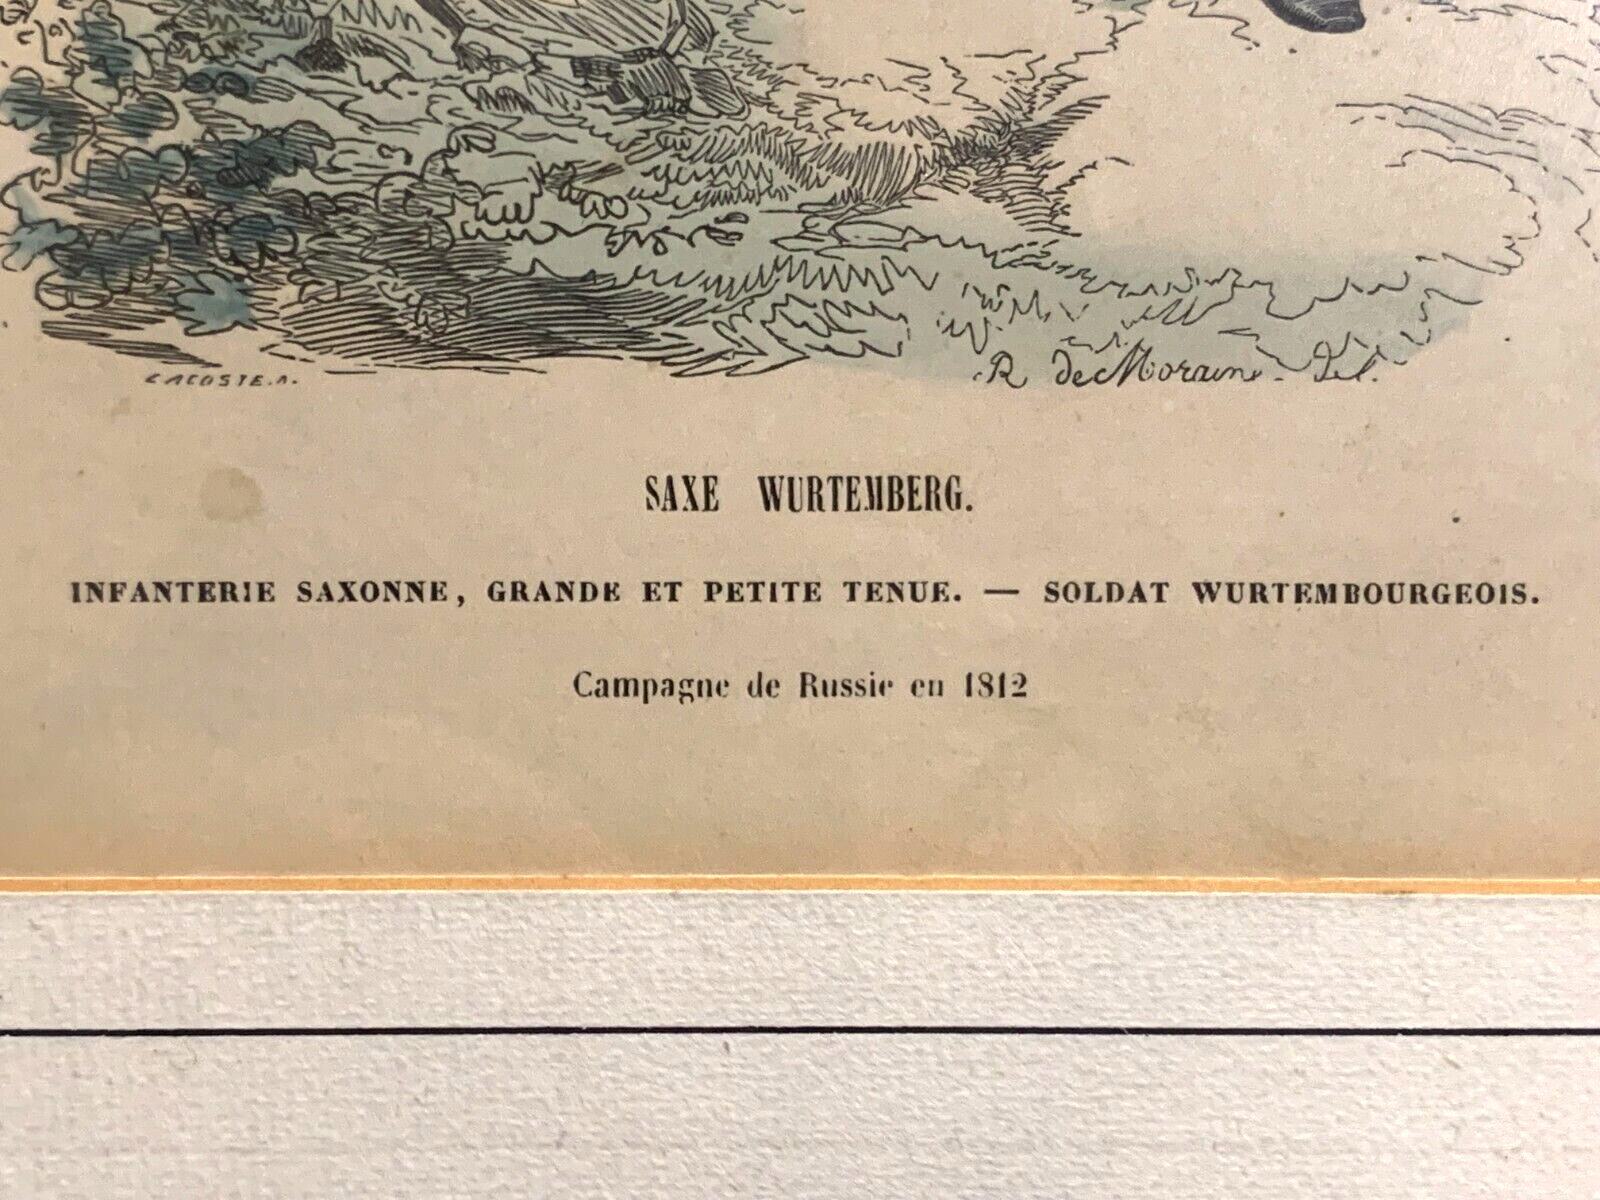 LACOSTE.A.
R. de Moraine. Del.
SAXE WURTEMBERG.
INFANTERIE SAXONNE, GRANDE ET PETITE TENUE. — SOLDAT WURTEMBOURGEOIS.
Campagne de Russie en 1812